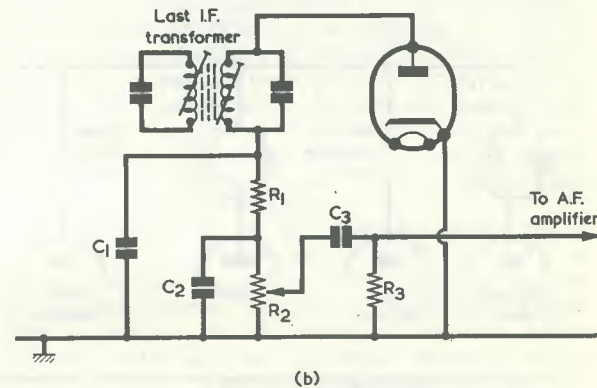 Last I.F.
transformer
R1
C3
To A.F.
amplifier
C1
C2
R2
R3
(b)